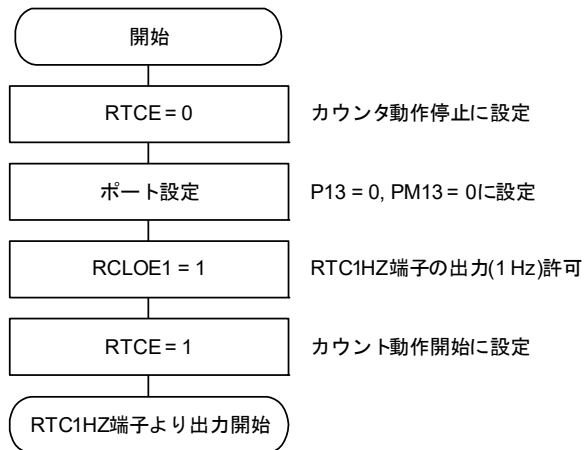 開始
RTCE = 0 カウンタ動作停止に設定
ポート設定 P13 = 0, PM13 = 0に設定
RCLOE1 = 1 RTC1HZ端子の出力(1 Hz)許可
RTCE = 1 カウント動作開始に設定
RTC1HZ端子より出力開始